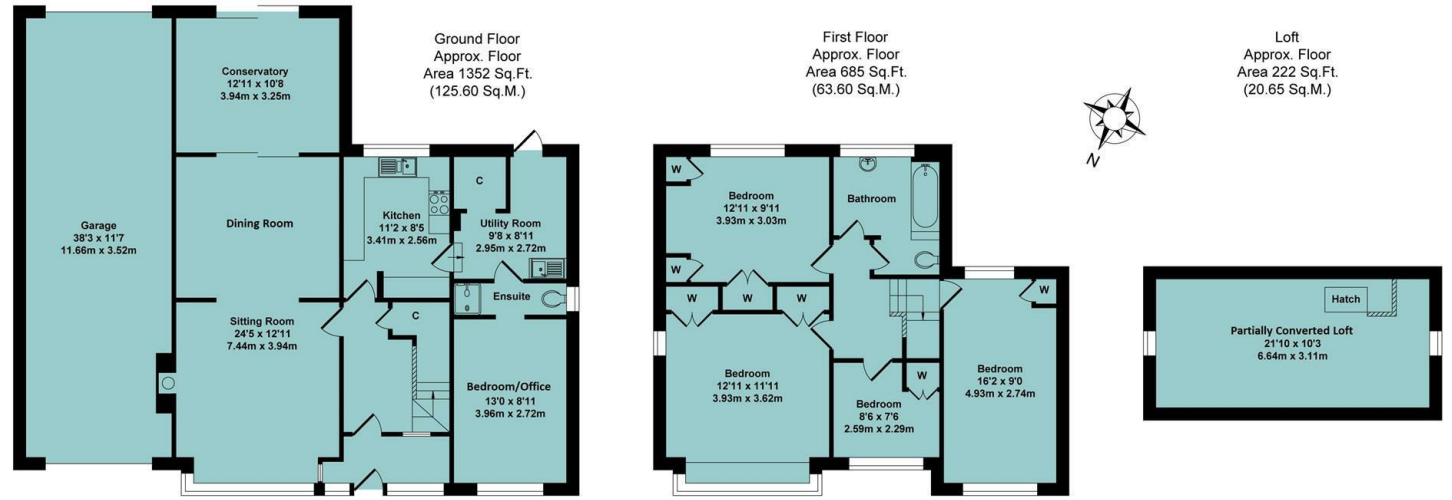 Ground Floor
Approx. Floor
Area 1352 Sq.Ft.
(125.60 Sq.M.)
Conservatory
12'11 x 10'8
3.94m x 3.25m
Garage
38'3 x 11'7
11.66m x 3.52m
Dining Room
Kitchen
11'2 x 8'5
3.41m x 2.56m
C
Utility Room
9'8 x 8'11
2.95m x 2.72m
Ensuite
C
Sitting Room
24'5 x 12'11
7.44m x 3.94m
Bedroom/Office
13'0 x 8'11
3.96m x 2.72m
First Floor
Approx. Floor
Area 685 Sq.Ft.
(63.60 Sq.M.)
W
Bedroom
12'11 x 9'11
3.93m x 3.03m
Bathroom
W
W
W
W
W
Bedroom
12'11 x 11'11
3.93m x 3.62m
W
Bedroom
8'6 x 7'6
2.59m x 2.29m
Bedroom
16'2 x 9'0
4.93m x 2.74m
N
Loft
Approx. Floor
Area 222 Sq.Ft.
(20.65 Sq.M.)
Hatch
Partially Converted Loft
21'10 x 10'3
6.64m x 3.11m